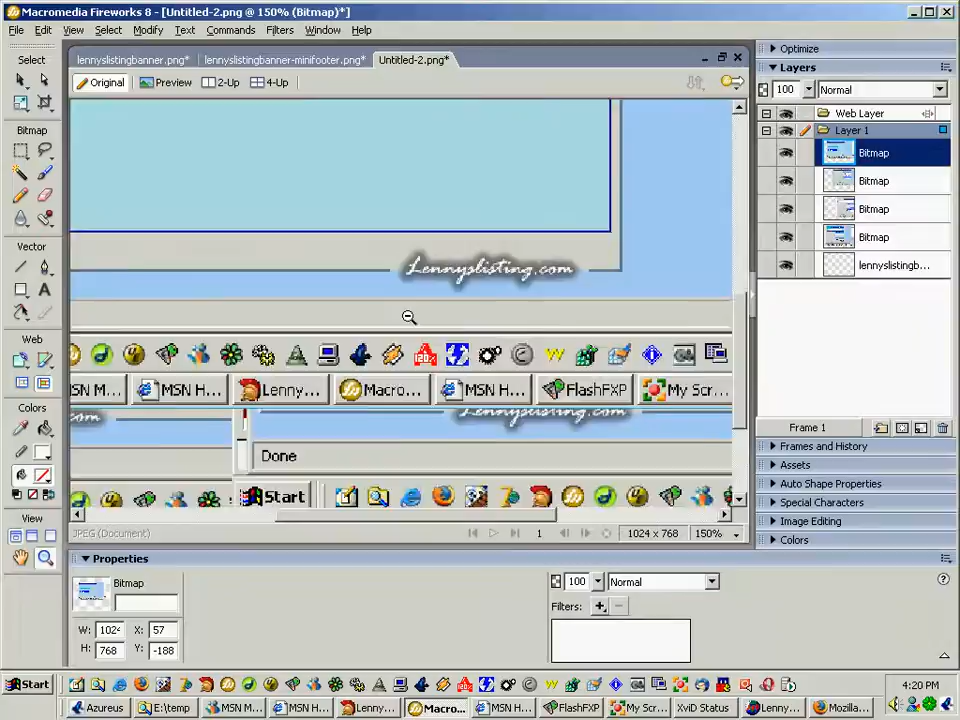 Macromedia Fireworks 8 - [Untitled-2.png @ 150% (Bitmap)*]
File Edit View Select Modify Text Commands Filters Window Help
Select
lennyslistingbanner.png* lennyslistingbanner-minifooter.png* Untitled-2.png*
Original Preview 2-Up 4-Up
Bitmap
Vector
Web
Colors
View
Lennyslisting.com
MSN M... MSN H... Lenny... Macro... MSN H... FlashFXP My Scr...
.com Lennyslisting.com
Done
Start
JPEG (Document) 1 1024 x 768 150%
Optimize
Layers
100 Normal
Web Layer
Layer 1
Bitmap
Bitmap
Bitmap
Bitmap
lennyslistingb...
Frame 1
Frames and History
Assets
Auto Shape Properties
Special Characters
Image Editing
Colors
Properties
Bitmap
100 Normal
Filters:
W: 1024 X: 57
H: 768 Y: -188
Start
4:20 PM
Azureus E:\temp MSN M... MSN H... Lenny... Macro... MSN H... FlashFXP My Scr... XviD Status Lenny... Mozilla...